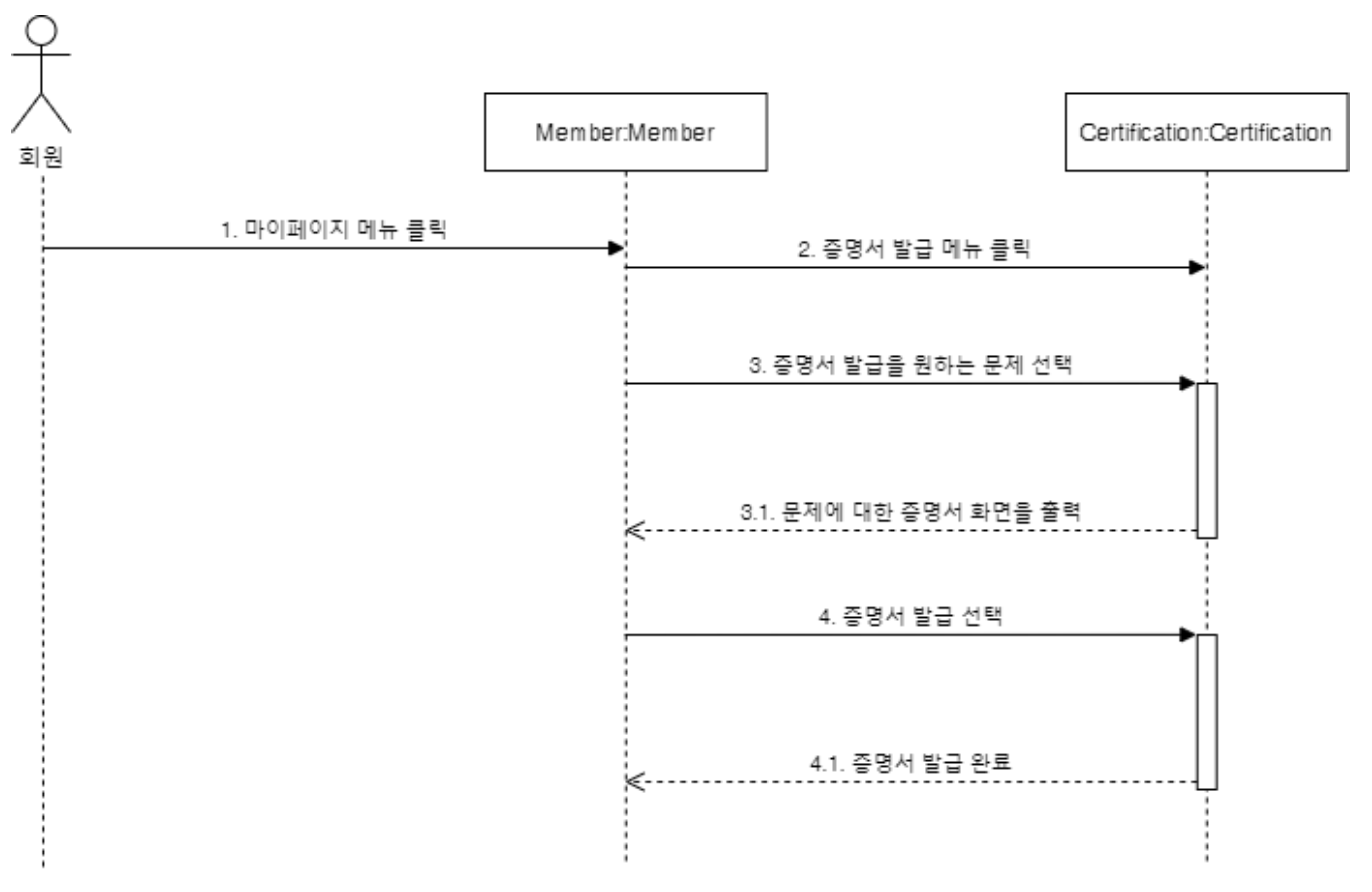 회원
Member:Member
Certification:Certification
1. 마이페이지 메뉴 클릭
2. 증명서 발급 메뉴 클릭
3. 증명서 발급을 원하는 문제 선택
3.1. 문제에 대한 증명서 화면을 출력
4. 증명서 발급 선택
4.1. 증명서 발급 완료